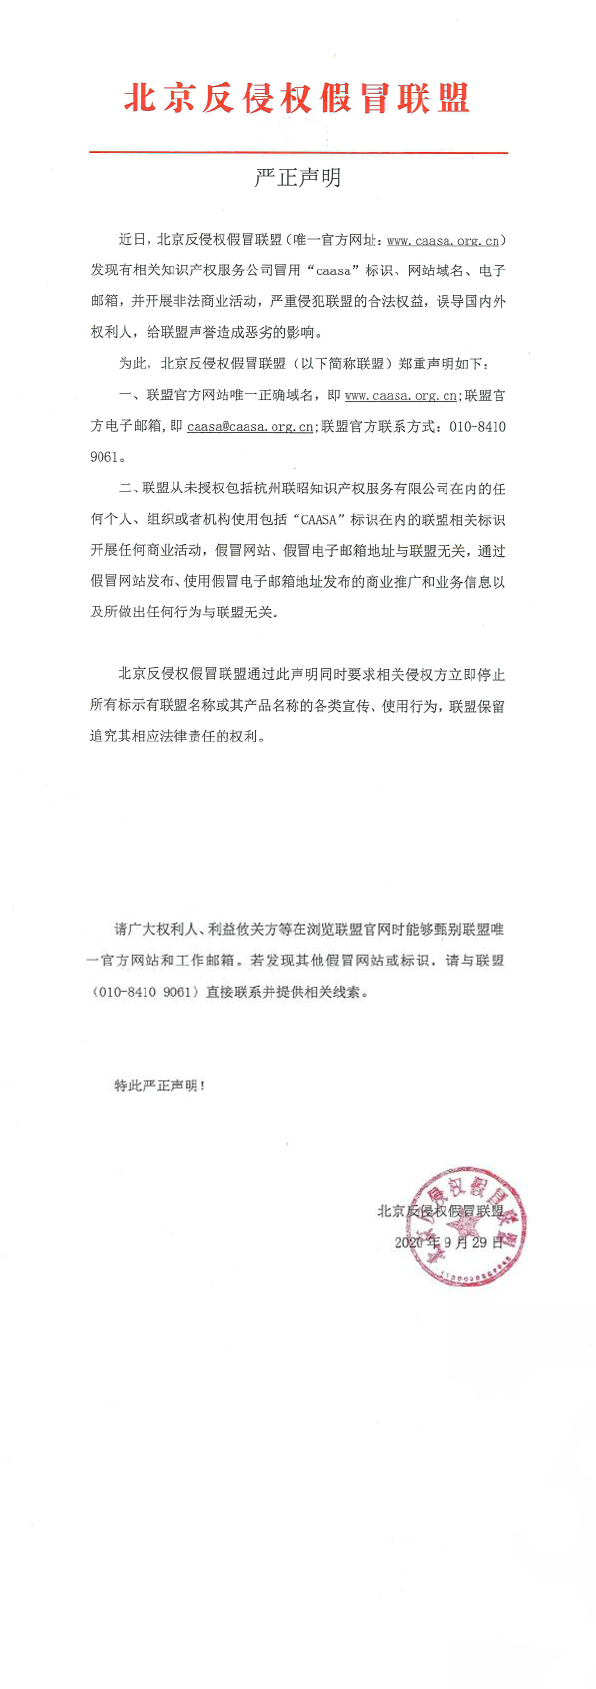 北京反侵权假冒联盟
严正声明
近日，北京反侵权假冒联盟（唯一官方网址：www.caasa.org.cn）
发现有相关知识产权服务公司冒用“caasa”标识、网站域名、电子
邮箱，并开展非法商业活动，严重侵犯联盟的合法权益，误导国内外
权利人，给联盟声誉造成恶劣的影响。
为此，北京反侵权假冒联盟（以下简称联盟）郑重声明如下：
一、联盟官方网站唯一正确域名，即 www.caasa.org.cn;联盟官
方电子邮箱,即 caasa@caasa.org.cn;联盟官方联系方式：010-8410
9061。
二、联盟从未授权包括杭州联昭知识产权服务有限公司在内的任
何个人、组织或者机构使用包括“CAASA”标识在内的联盟相关标识
开展任何商业活动，假冒网站、假冒电子邮箱地址与联盟无关，通过
假冒网站发布、使用假冒电子邮箱地址发布的商业推广和业务信息以
及所做出任何行为与联盟无关。
北京反侵权假冒联盟通过此声明同时要求相关侵权方立即停止
所有标示有联盟名称或其产品名称的各类宣传、使用行为，联盟保留
追究其相应法律责任的权利。
请广大权利人、利益攸关方等在浏览联盟官网时能够甄别联盟唯
一官方网站和工作邮箱。若发现其他假冒网站或标识，请与联盟
（010-8410 9061）直接联系并提供相关线索。
特此严正声明！
北京反侵权假冒联盟
2020 年 9 月 29 日
北京反侵权假冒联盟